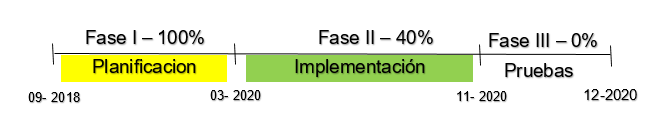 Fase I – 100%
Fase II – 40%
Fase III – 0%
Planificacion
Implementación
Pruebas
09- 2018
03- 2020
11- 2020
12-2020